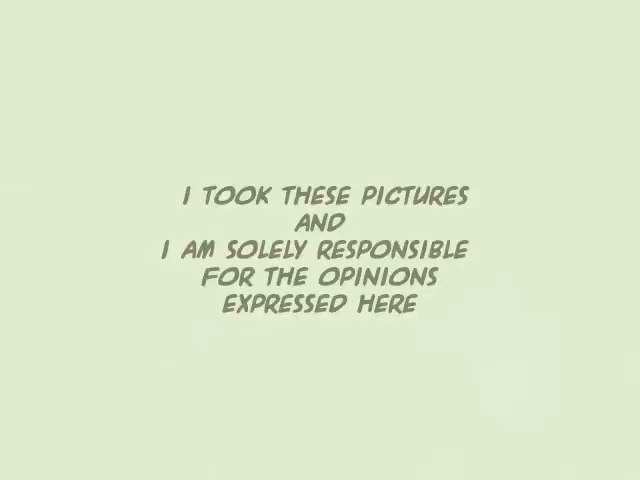 I TOOK THESE PICTURES
AND
I AM SOLELY RESPONSIBLE
FOR THE OPINIONS
EXPRESSED HERE